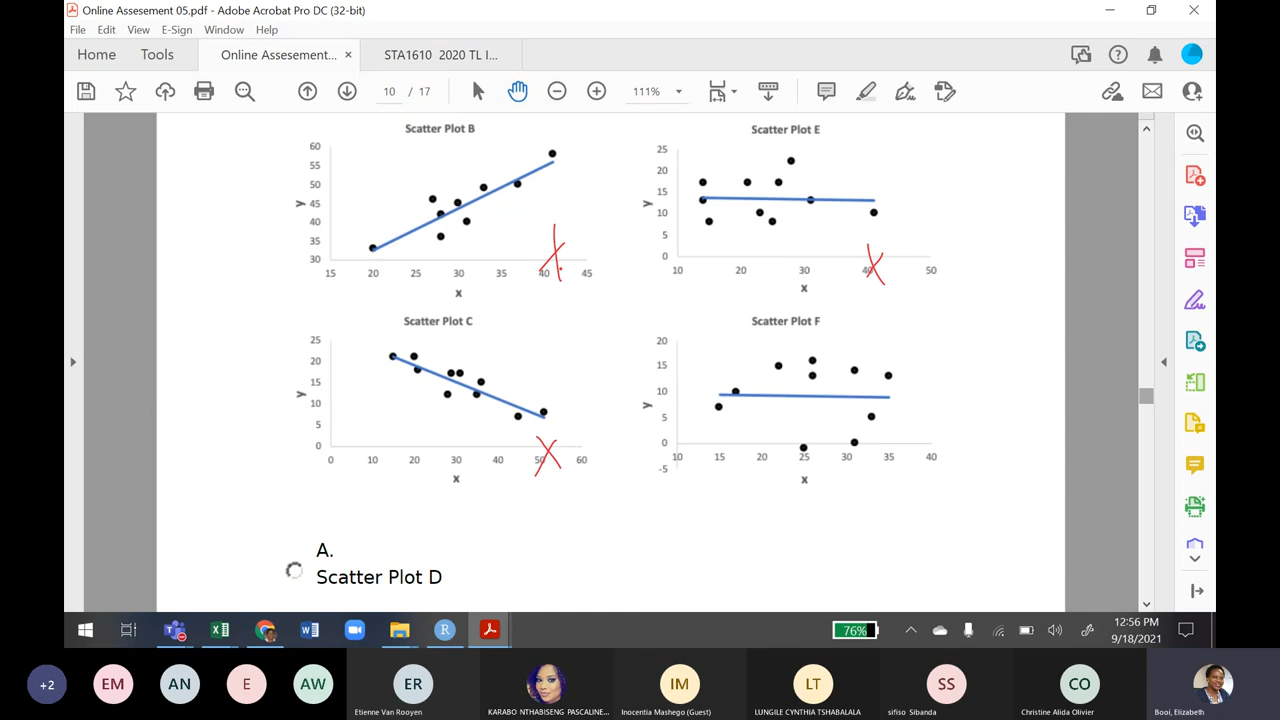 Online Assesement 05.pdf - Adobe Acrobat Pro DC (32-bit)
File Edit View E-Sign Window Help
Home Tools Online Assesement... × STA1610 2020 TL I...
10 / 17 111%
Scatter Plot B
60
55
50
45
40
35
30
y
15 20 25 30 35 40 45
x
Scatter Plot E
25
20
15
10
5
0
y
10 20 30 40 50
x
Scatter Plot C
25
20
15
10
5
0
y
0 10 20 30 40 50 60
x
Scatter Plot F
20
15
10
5
0
-5
y
10 15 20 25 30 35 40
x
A.
Scatter Plot D
76%
12:56 PM
9/18/2021
+2 EM AN E AW ER IM LT SS CO
Etienne Van Rooyen
KARABO NTHABISENG PASCALINE...
Inocentia Mashego (Guest)
LUNGILE CYNTHIA TSHABALALA
sifiso Sibanda
Christine Alida Olivier
Booi, Elizabeth